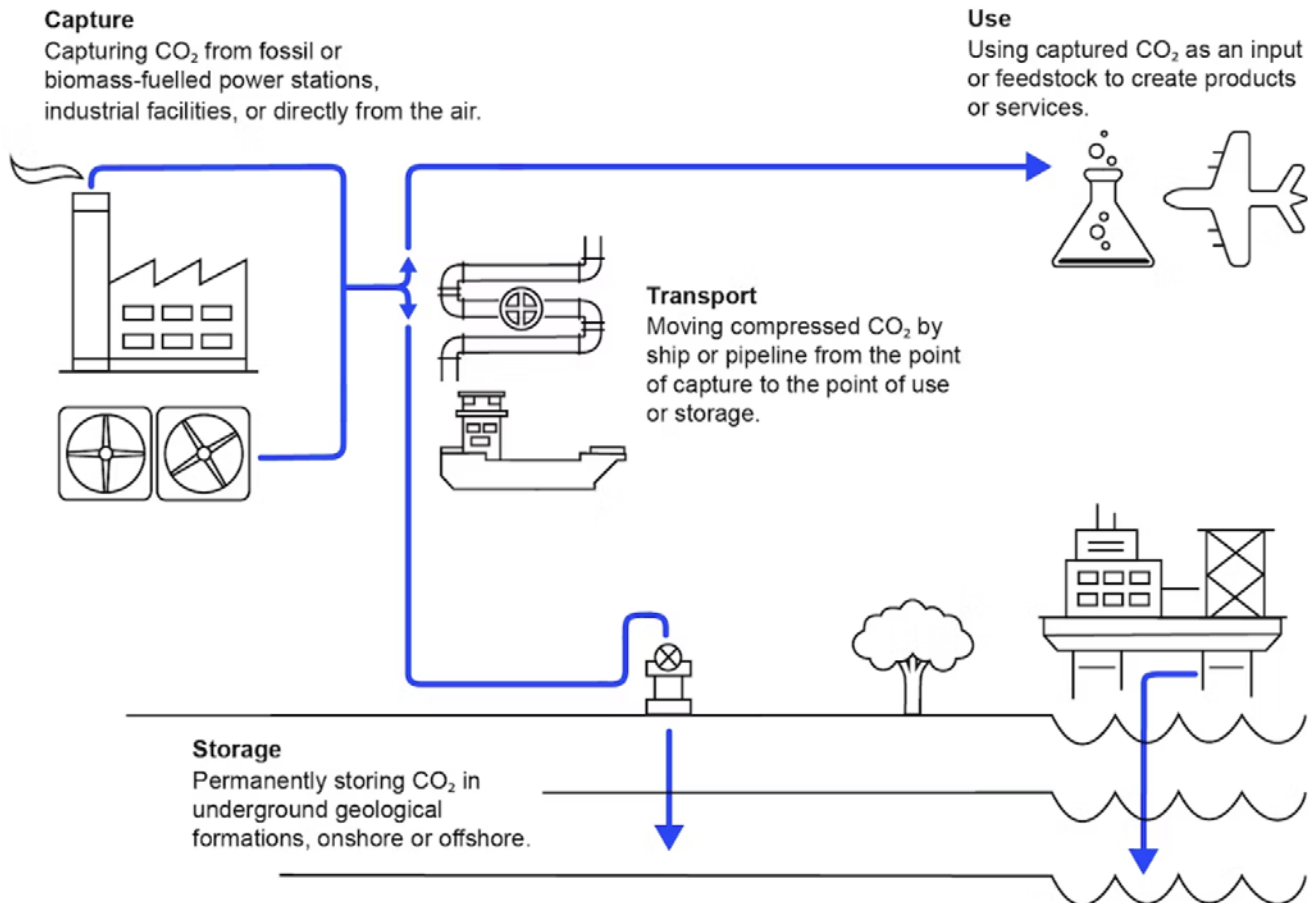 Capture
Capturing CO₂ from fossil or
biomass-fuelled power stations,
industrial facilities, or directly from the air.
Use
Using captured CO₂ as an input
or feedstock to create products
or services.
Transport
Moving compressed CO₂ by
ship or pipeline from the point
of capture to the point of use
or storage.
Storage
Permanently storing CO₂ in
underground geological
formations, onshore or offshore.